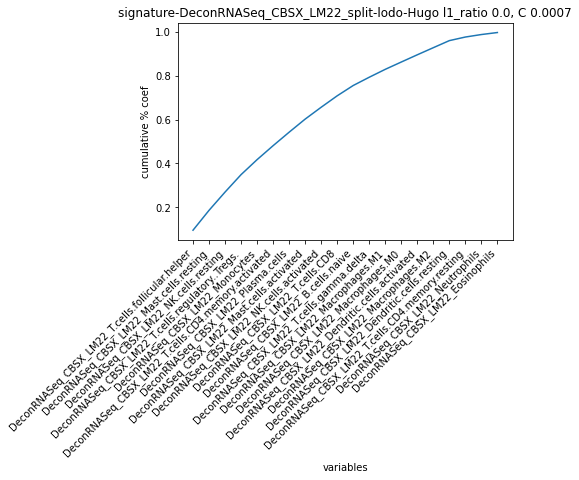 signature-DeconRNASeq_CBSX_LM22_split-lodo-Hugo l1_ratio 0.0, C 0.0007
1.0
0.8
0.6
0.4
0.2
cumulative % coef
DeconRNASeq_CBSX_LM22_T.cells.follicular.helper
DeconRNASeq_CBSX_LM22_Mast.cells.resting
DeconRNASeq_CBSX_LM22_NK.cells.resting
DeconRNASeq_CBSX_LM22_T.cells.regulatory..Tregs.
DeconRNASeq_CBSX_LM22_Monocytes
DeconRNASeq_CBSX_LM22_T.cells.CD4.memory.activated
DeconRNASeq_CBSX_LM22_Plasma.cells
DeconRNASeq_CBSX_LM22_Mast.cells.activated
DeconRNASeq_CBSX_LM22_NK.cells.activated
DeconRNASeq_CBSX_LM22_T.cells.CD8
DeconRNASeq_CBSX_LM22_B.cells.naive
DeconRNASeq_CBSX_LM22_T.cells.gamma.delta
DeconRNASeq_CBSX_LM22_Macrophages.M1
DeconRNASeq_CBSX_LM22_Macrophages.M0
DeconRNASeq_CBSX_LM22_Dendritic.cells.activated
DeconRNASeq_CBSX_LM22_Macrophages.M2
DeconRNASeq_CBSX_LM22_Dendritic.cells.resting
DeconRNASeq_CBSX_LM22_T.cells.CD4.memory.resting
DeconRNASeq_CBSX_LM22_Neutrophils
DeconRNASeq_CBSX_LM22_Eosinophils
variables